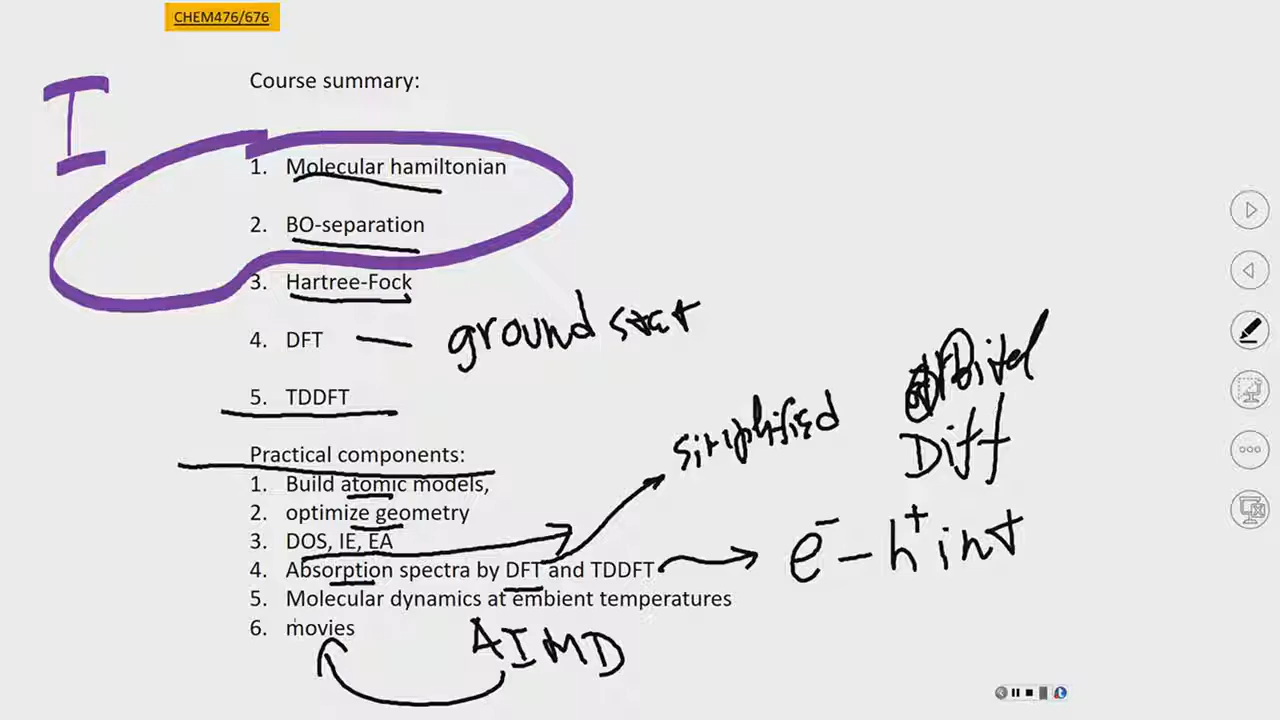 CHEM476/676
I
Course summary:
1. Molecular hamiltonian
2. BO-separation
3. Hartree-Fock
4. DFT — ground stat
5. TDDFT
simplified
orbital
Diff
Practical components:
1. Build atomic models,
2. optimize geometry
3. DOS, IE, EA
4. Absorption spectra by DFT and TDDFT
e⁻ – h⁺ int
5. Molecular dynamics at embient temperatures
6. movies
AIMD